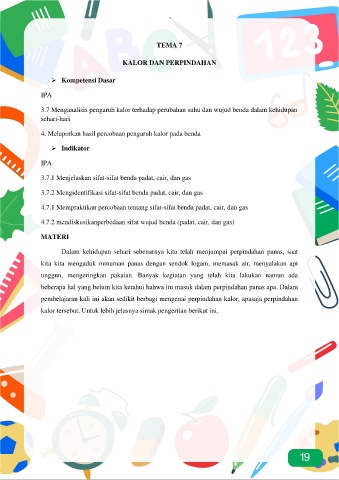 TEMA 7
KALOR DAN PERPINDAHAN
➢ Kompetensi Dasar
IPA
3.7 Menganalisis pengaruh kalor terhadap perubahan suhu dan wujud benda dalam kehidupan
sehari-hari
4. Melaporkan hasil percobaan pengaruh kalor pada benda
➢ Indikator
IPA
3.7.1 Menjelaskan sifat-sifat benda padat, cair, dan gas
3.7.2 Mengidentifikasi sifat-sifat benda padat, cair, dan gas
4.7.1 Mempraktikan percobaan tentang sifat-sifat benda padat, cair, dan gas
4.7.2 mendiskusikanperbedaan sifat wujud benda (padat, cair, dan gas)
MATERI
Dalam kehidupan sehari sebenarnya kita telah menjumpai perpindahan panas, saat
kita kita mengaduk minuman panas dengan sendok logam, memasak air, menyalakan api
unggun, mengeringkan pakaian. Banyak kegiatan yang telah kita lakukan namun ada
beberapa hal yang belum kita ketahui bahwa itu masuk dalam perpindahan panas apa. Dalam
pembelajaran kali ini akan sedikit berbagi mengenai perpindahan kalor, apasaja perpindahan
kalor tersebut. Untuk lebih jelasnya simak pengertian berikut ini.
ABC
123
19